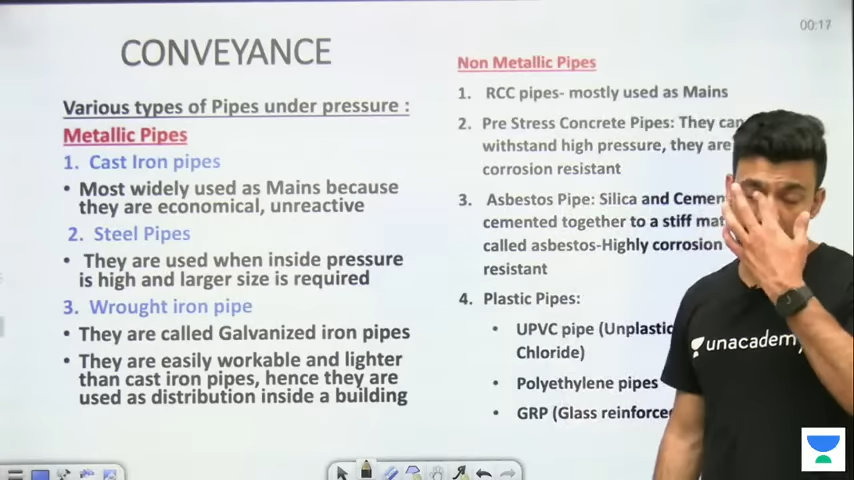 00:17
CONVEYANCE
Various types of Pipes under pressure :
Metallic Pipes
1. Cast Iron pipes
• Most widely used as Mains because
they are economical, unreactive
2. Steel Pipes
• They are used when inside pressure
is high and larger size is required
3. Wrought iron pipe
• They are called Galvanized iron pipes
• They are easily workable and lighter
than cast iron pipes, hence they are
used as distribution inside a building
Non Metallic Pipes
1. RCC pipes- mostly used as Mains
2. Pre Stress Concrete Pipes: They can
withstand high pressure, they are
corrosion resistant
3. Asbestos Pipe: Silica and Cemen
cemented together to a stiff mat
called asbestos-Highly corrosion
resistant
4. Plastic Pipes:
• UPVC pipe (Unplastic
Chloride)
• Polyethylene pipes
• GRP (Glass reinforce
unacademy